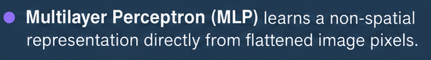 Multilayer Perceptron (MLP) learns a non-spatial
representation directly from flattened image pixels.